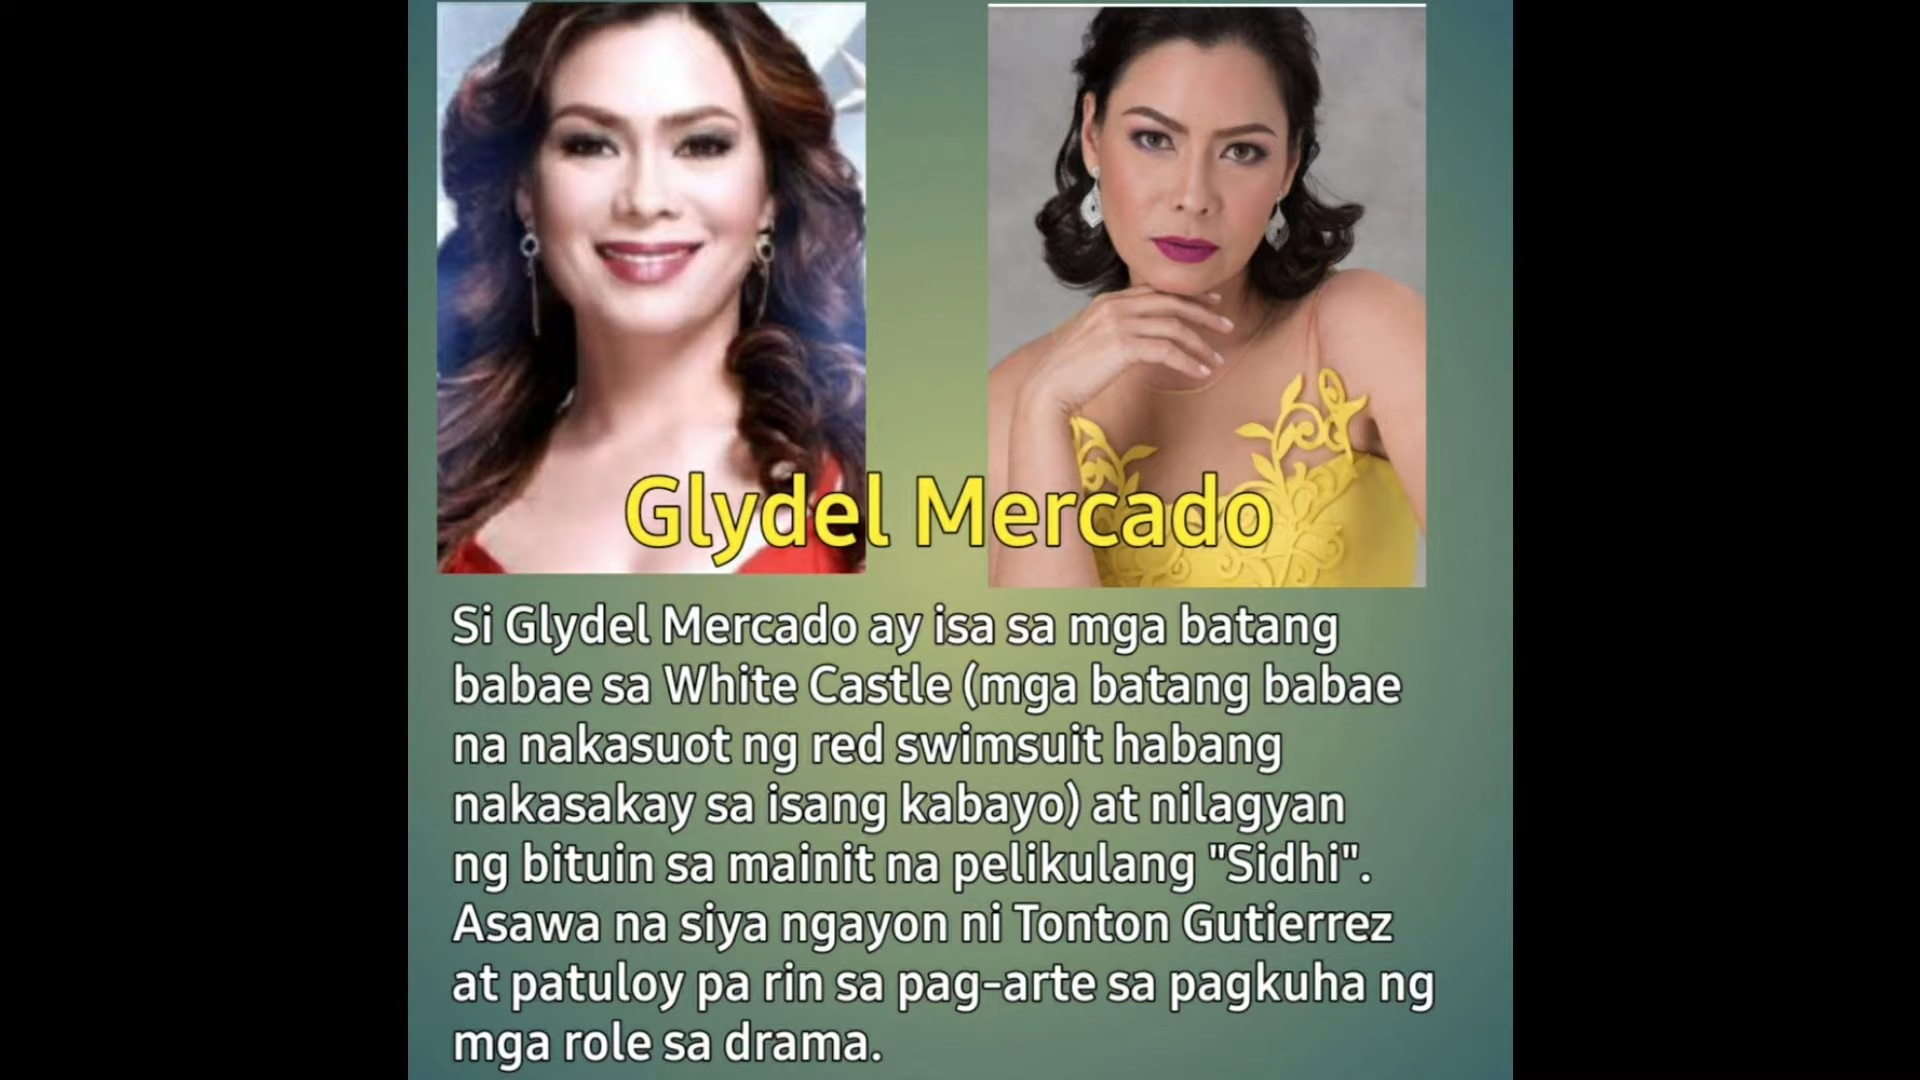 Glydel Mercado
Si Glydel Mercado ay isa sa mga batang
babae sa White Castle (mga batang babae
na nakasuot ng red swimsuit habang
nakasakay sa isang kabayo) at nilagyan
ng bituin sa mainit na pelikulang "Sidhi".
Asawa na siya ngayon ni Tonton Gutierrez
at patuloy pa rin sa pag-arte sa pagkuha ng
mga role sa drama.